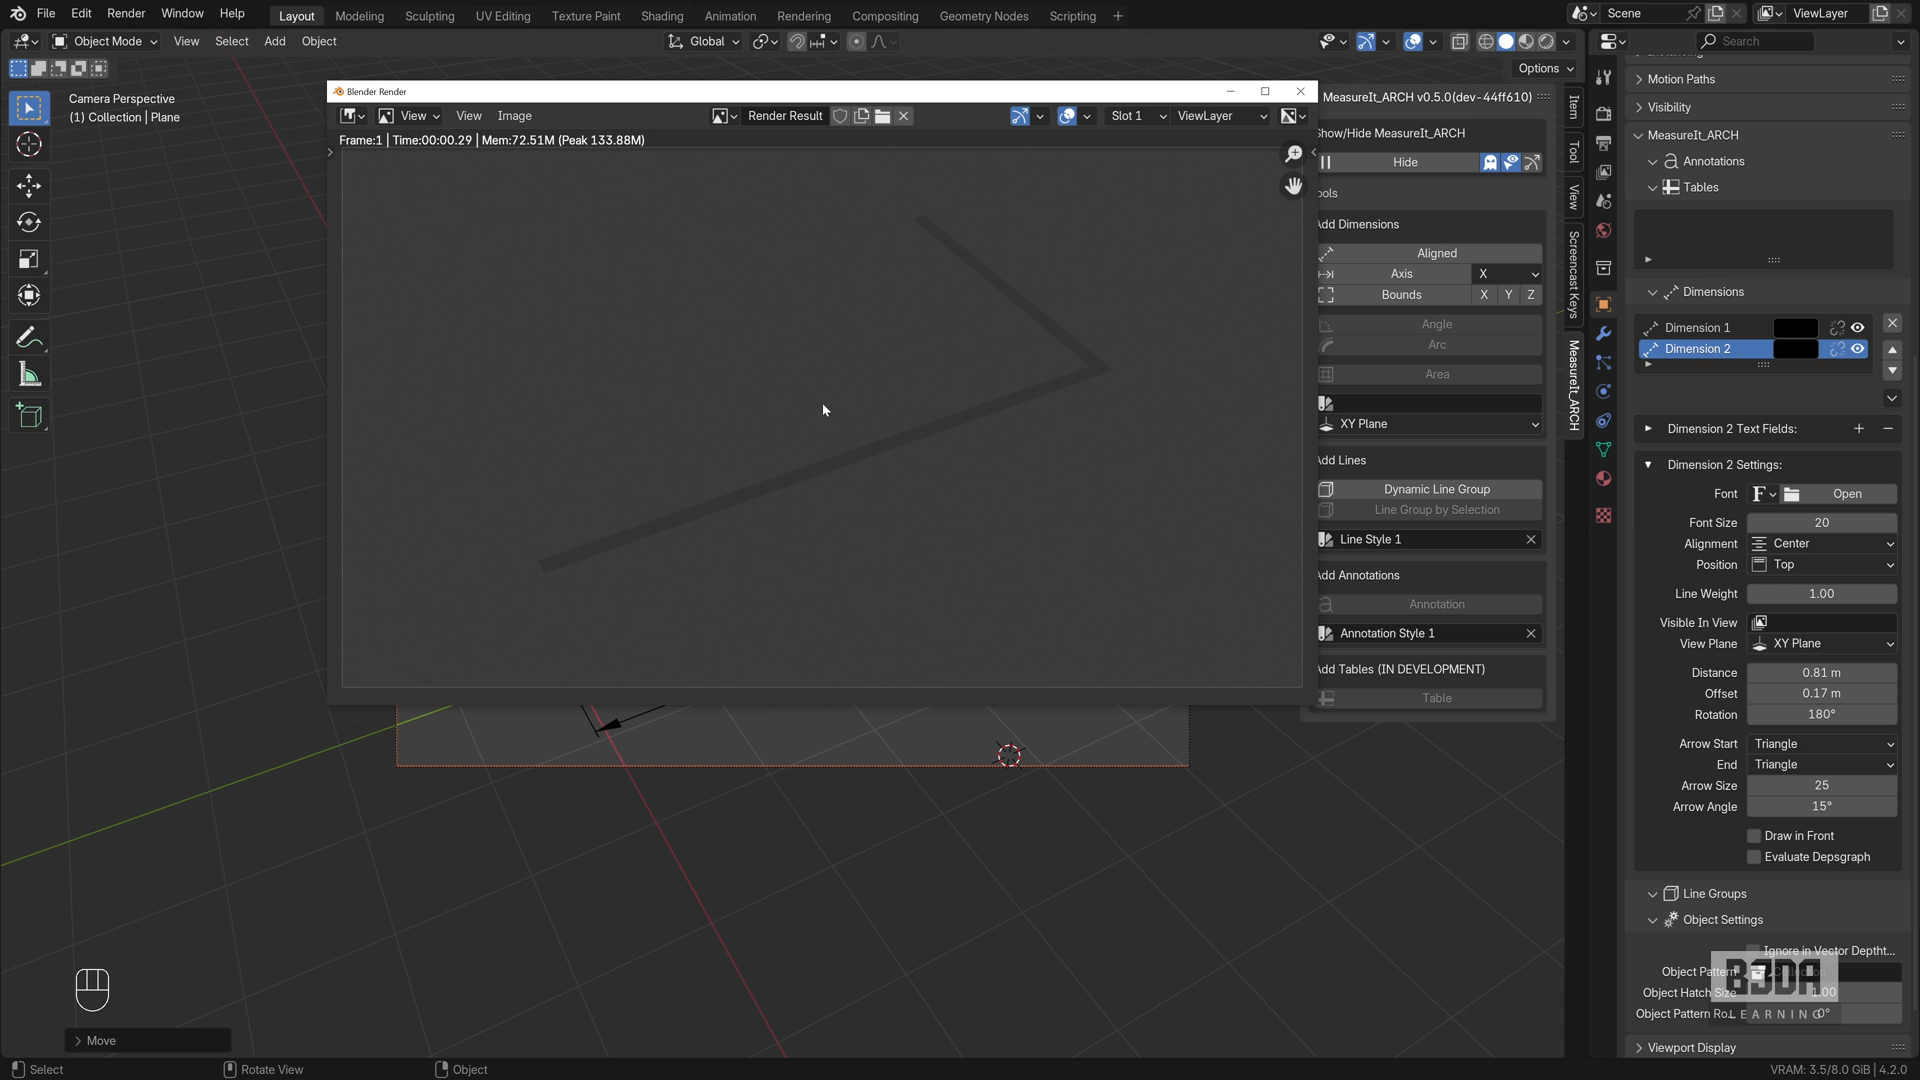 File Edit Render Window Help Layout Modeling Sculpting UV Editing Texture Paint Shading Animation Rendering Compositing Geometry Nodes Scripting + Scene ViewLayer
Object Mode View Select Add Object Global Search
Options
Camera Perspective
(1) Collection | Plane
Blender Render
View View Image Render Result Slot 1 ViewLayer
Frame:1 | Time:00:00.29 | Mem:72.51M (Peak 133.88M)
MeasureIt_ARCH v0.5.0(dev-44ff610)
Show/Hide MeasureIt_ARCH
Hide
ools
Add Dimensions
Aligned
Axis X
Bounds X Y Z
Angle
Arc
Area
XY Plane
Add Lines
Dynamic Line Group
Line Group by Selection
Line Style 1
Add Annotations
Annotation
Annotation Style 1
Add Tables (IN DEVELOPMENT)
Table
Item
Tool
View
Screencast Keys
MeasureIt_ARCH
Motion Paths
Visibility
MeasureIt_ARCH
Annotations
Tables
Dimensions
Dimension 1
Dimension 2
Dimension 2 Text Fields:
Dimension 2 Settings:
Font Open
Font Size 20
Alignment Center
Position Top
Line Weight 1.00
Visible In View
View Plane XY Plane
Distance 0.81 m
Offset 0.17 m
Rotation 180°
Arrow Start Triangle
End Triangle
Arrow Size 25
Arrow Angle 15°
Draw in Front
Evaluate Depsgraph
Line Groups
Object Settings
Ignore in Vector Deptht...
Object Pattern
B3DA
Object Hatch Size 1.00
Object Pattern Ro... 0°
LEARNING
Viewport Display
Move
Select Rotate View Object VRAM: 3.5/8.0 GiB | 4.2.0